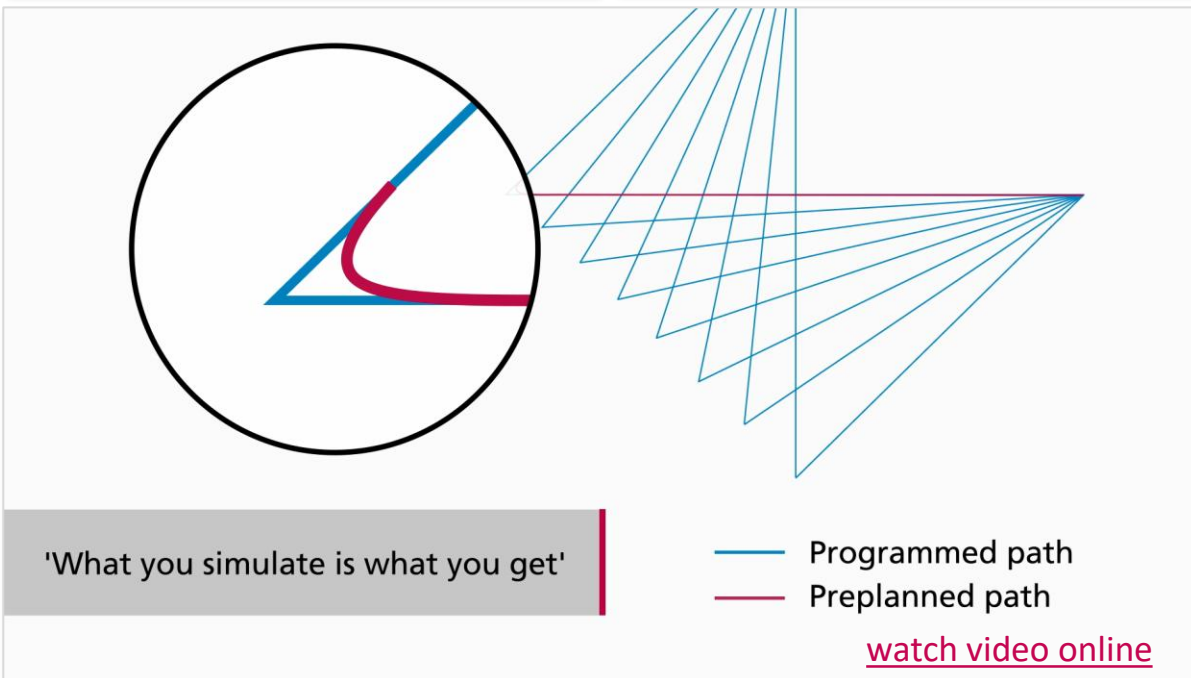 'What you simulate is what you get'
Programmed path
Preplanned path
watch video online